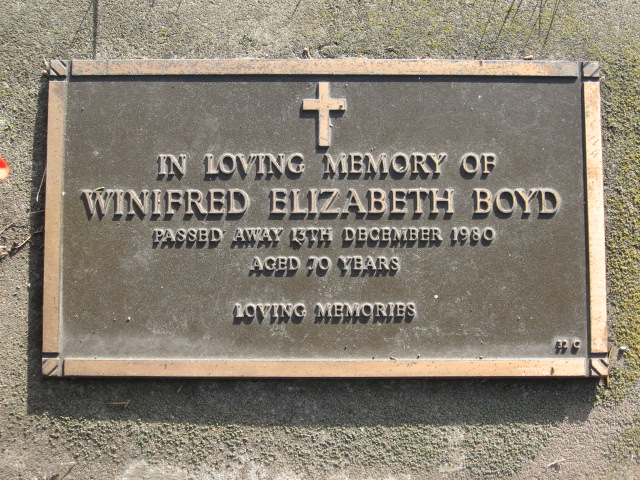 IN LOVING MEMORY OF
WINIFRED ELIZABETH BOYD
PASSED AWAY 13TH DECEMBER 1980
AGED 70 YEARS
LOVING MEMORIES